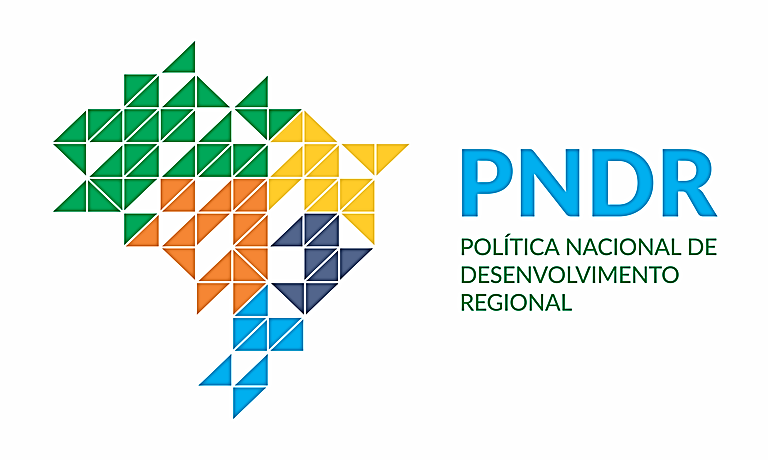 PNDR
POLÍTICA NACIONAL DE
DESENVOLVIMENTO
REGIONAL